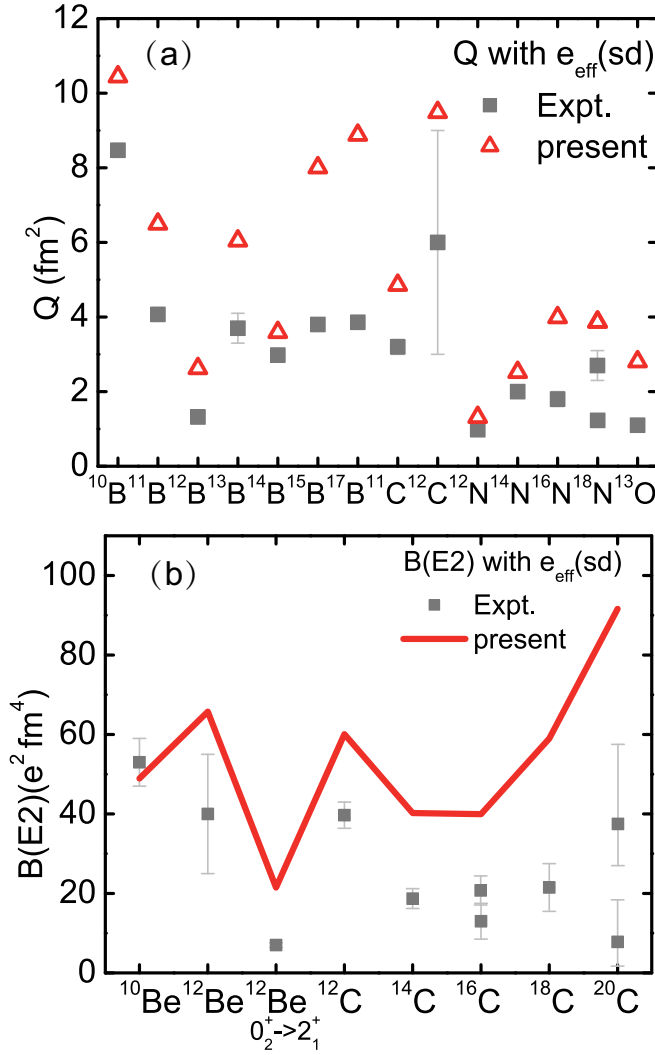 (a)
Q with e_eff(sd)
Expt.
present
12
10
8
6
4
2
0
Q (fm²)
¹⁰B ¹¹B ¹²B ¹³B ¹⁴B ¹⁵B ¹⁷B ¹¹C ¹²C ¹²N ¹⁴N ¹⁶N ¹⁸N ¹³O
(b)
B(E2) with e_eff(sd)
Expt.
present
100
80
60
40
20
0
B(E2)(e² fm⁴)
¹⁰Be ¹²Be ¹²Be ¹²C ¹⁴C ¹⁶C ¹⁸C ²⁰C
0₂⁺->2₁⁺